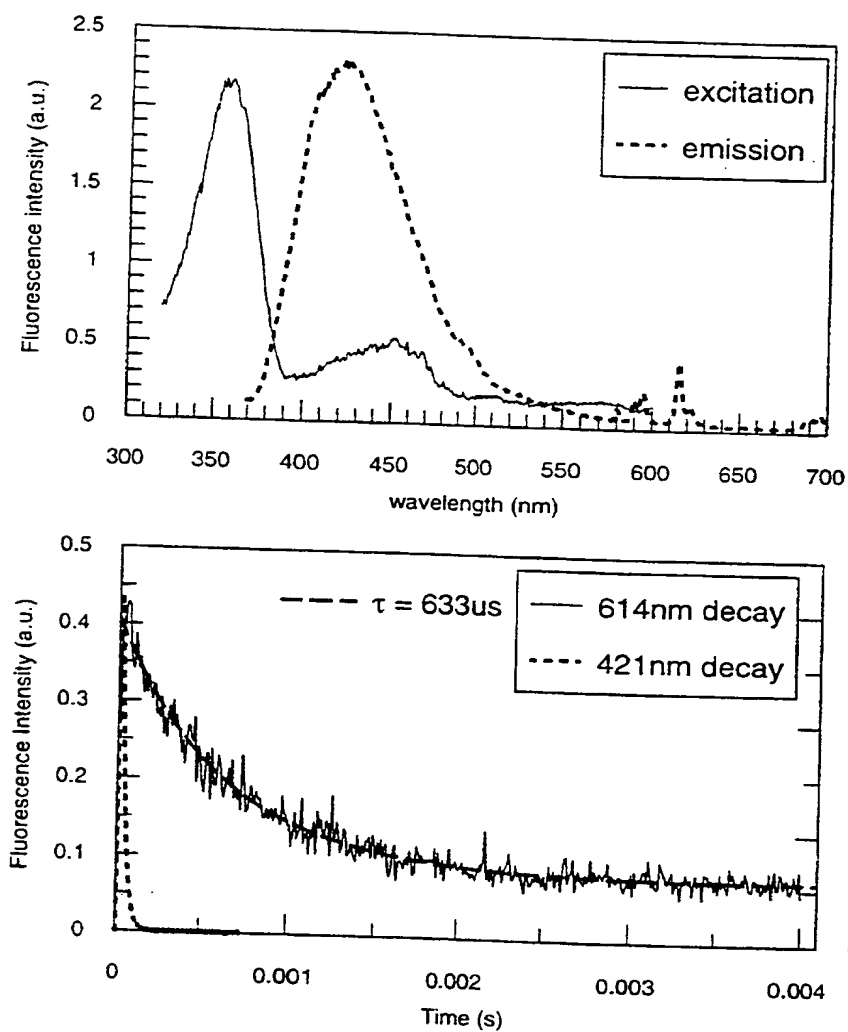 2.5
2
1.5
1
0.5
0
Fluorescence intensity (a.u.)
excitation
emission
300 350 400 450 500 550 600 650 700
wavelength (nm)
0.5
0.4
0.3
0.2
0.1
0
Fluorescence Intensity (a.u.)
τ = 633us
614nm decay
421nm decay
0 0.001 0.002 0.003 0.004
Time (s)